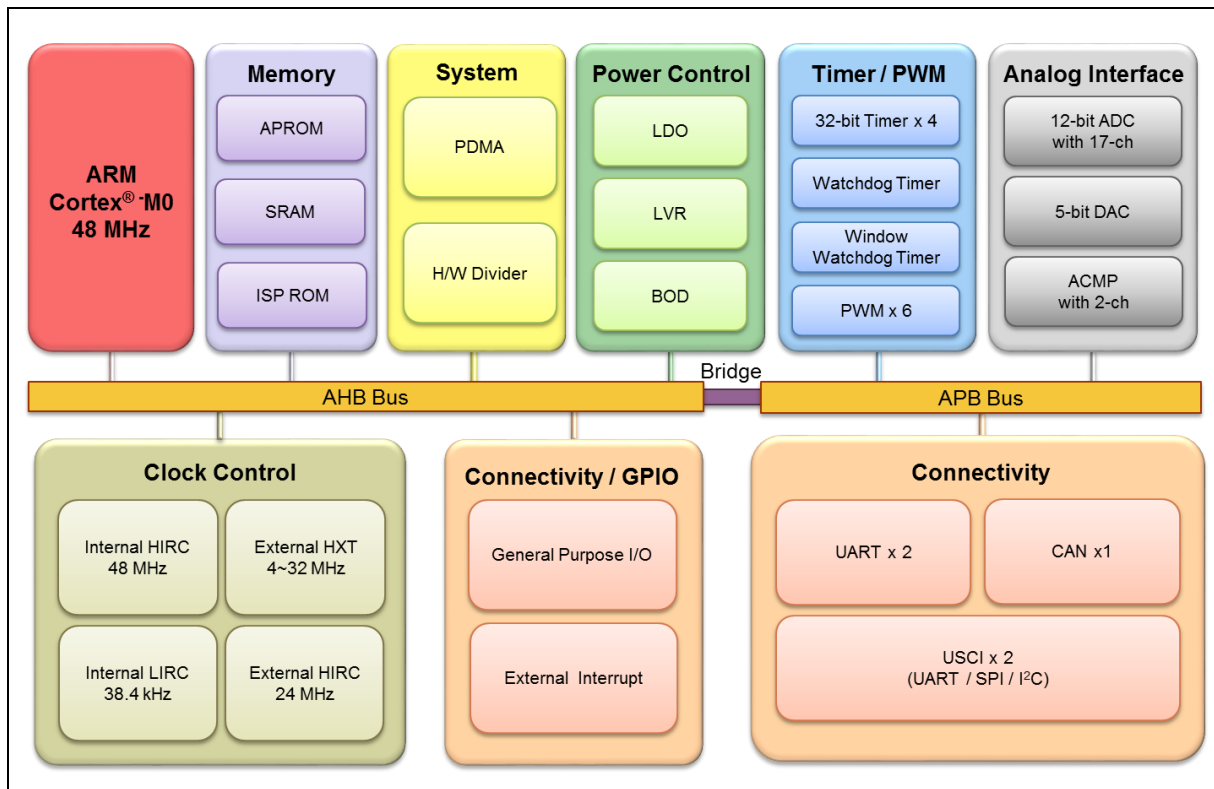 ARM
Cortex®-M0
48 MHz
Memory
APROM
SRAM
ISP ROM
System
PDMA
H/W Divider
Power Control
LDO
LVR
BOD
Timer / PWM
32-bit Timer x 4
Watchdog Timer
Window
Watchdog Timer
PWM x 6
Analog Interface
12-bit ADC
with 17-ch
5-bit DAC
ACMP
with 2-ch
AHB Bus
Bridge
APB Bus
Clock Control
Internal HIRC
48 MHz
External HXT
4~32 MHz
Internal LIRC
38.4 kHz
External HIRC
24 MHz
Connectivity / GPIO
General Purpose I/O
External Interrupt
Connectivity
UART x 2
CAN x1
USCI x 2
(UART / SPI / I²C)